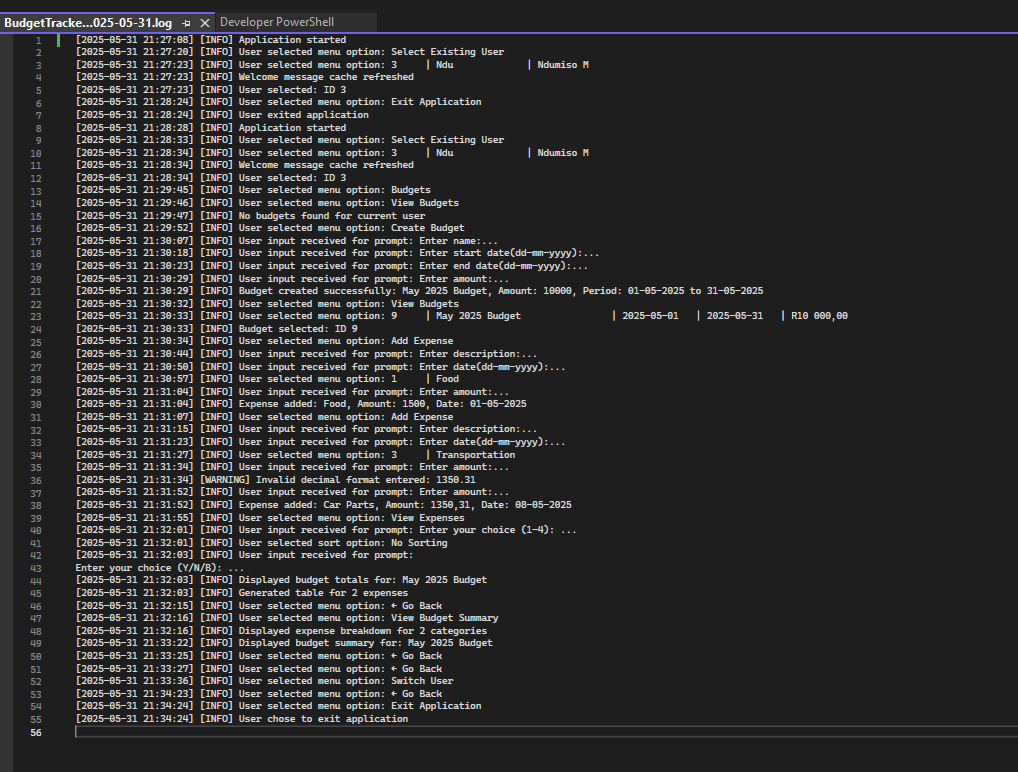 BudgetTracke...025-05-31.log Developer PowerShell
1 [2025-05-31 21:27:08] [INFO] Application started
2 [2025-05-31 21:27:20] [INFO] User selected menu option: Select Existing User
3 [2025-05-31 21:27:23] [INFO] User selected menu option: 3 | Ndu | Ndumiso M
4 [2025-05-31 21:27:23] [INFO] Welcome message cache refreshed
5 [2025-05-31 21:27:23] [INFO] User selected: ID 3
6 [2025-05-31 21:28:24] [INFO] User selected menu option: Exit Application
7 [2025-05-31 21:28:24] [INFO] User exited application
8 [2025-05-31 21:28:28] [INFO] Application started
9 [2025-05-31 21:28:33] [INFO] User selected menu option: Select Existing User
10 [2025-05-31 21:28:34] [INFO] User selected menu option: 3 | Ndu | Ndumiso M
11 [2025-05-31 21:28:34] [INFO] Welcome message cache refreshed
12 [2025-05-31 21:28:34] [INFO] User selected: ID 3
13 [2025-05-31 21:29:45] [INFO] User selected menu option: Budgets
14 [2025-05-31 21:29:46] [INFO] User selected menu option: View Budgets
15 [2025-05-31 21:29:47] [INFO] No budgets found for current user
16 [2025-05-31 21:29:52] [INFO] User selected menu option: Create Budget
17 [2025-05-31 21:30:07] [INFO] User input received for prompt: Enter name:...
18 [2025-05-31 21:30:18] [INFO] User input received for prompt: Enter start date(dd-mm-yyyy):...
19 [2025-05-31 21:30:23] [INFO] User input received for prompt: Enter end date(dd-mm-yyyy):...
20 [2025-05-31 21:30:29] [INFO] User input received for prompt: Enter amount:...
21 [2025-05-31 21:30:29] [INFO] Budget created successfully: May 2025 Budget, Amount: 10000, Period: 01-05-2025 to 31-05-2025
22 [2025-05-31 21:30:32] [INFO] User selected menu option: View Budgets
23 [2025-05-31 21:30:33] [INFO] User selected menu option: 9 | May 2025 Budget | 2025-05-01 | 2025-05-31 | R10 000,00
24 [2025-05-31 21:30:33] [INFO] Budget selected: ID 9
25 [2025-05-31 21:30:34] [INFO] User selected menu option: Add Expense
26 [2025-05-31 21:30:44] [INFO] User input received for prompt: Enter description:...
27 [2025-05-31 21:30:50] [INFO] User input received for prompt: Enter date(dd-mm-yyyy):...
28 [2025-05-31 21:30:57] [INFO] User selected menu option: 1 | Food
29 [2025-05-31 21:31:04] [INFO] User input received for prompt: Enter amount:...
30 [2025-05-31 21:31:04] [INFO] Expense added: Food, Amount: 1500, Date: 01-05-2025
31 [2025-05-31 21:31:07] [INFO] User selected menu option: Add Expense
32 [2025-05-31 21:31:15] [INFO] User input received for prompt: Enter description:...
33 [2025-05-31 21:31:23] [INFO] User input received for prompt: Enter date(dd-mm-yyyy):...
34 [2025-05-31 21:31:27] [INFO] User selected menu option: 3 | Transportation
35 [2025-05-31 21:31:34] [INFO] User input received for prompt: Enter amount:...
36 [2025-05-31 21:31:34] [WARNING] Invalid decimal format entered: 1350.31
37 [2025-05-31 21:31:52] [INFO] User input received for prompt: Enter amount:...
38 [2025-05-31 21:31:52] [INFO] Expense added: Car Parts, Amount: 1350,31, Date: 08-05-2025
39 [2025-05-31 21:31:55] [INFO] User selected menu option: View Expenses
40 [2025-05-31 21:32:01] [INFO] User input received for prompt: Enter your choice (1-4): ...
41 [2025-05-31 21:32:01] [INFO] User selected sort option: No Sorting
42 [2025-05-31 21:32:03] [INFO] User input received for prompt:
43 Enter your choice (Y/N/B): ...
44 [2025-05-31 21:32:03] [INFO] Displayed budget totals for: May 2025 Budget
45 [2025-05-31 21:32:03] [INFO] Generated table for 2 expenses
46 [2025-05-31 21:32:15] [INFO] User selected menu option: ← Go Back
47 [2025-05-31 21:32:16] [INFO] User selected menu option: View Budget Summary
48 [2025-05-31 21:32:16] [INFO] Displayed expense breakdown for 2 categories
49 [2025-05-31 21:33:22] [INFO] Displayed budget summary for: May 2025 Budget
50 [2025-05-31 21:33:25] [INFO] User selected menu option: ← Go Back
51 [2025-05-31 21:33:27] [INFO] User selected menu option: ← Go Back
52 [2025-05-31 21:33:36] [INFO] User selected menu option: Switch User
53 [2025-05-31 21:34:23] [INFO] User selected menu option: ← Go Back
54 [2025-05-31 21:34:24] [INFO] User selected menu option: Exit Application
55 [2025-05-31 21:34:24] [INFO] User chose to exit application
56